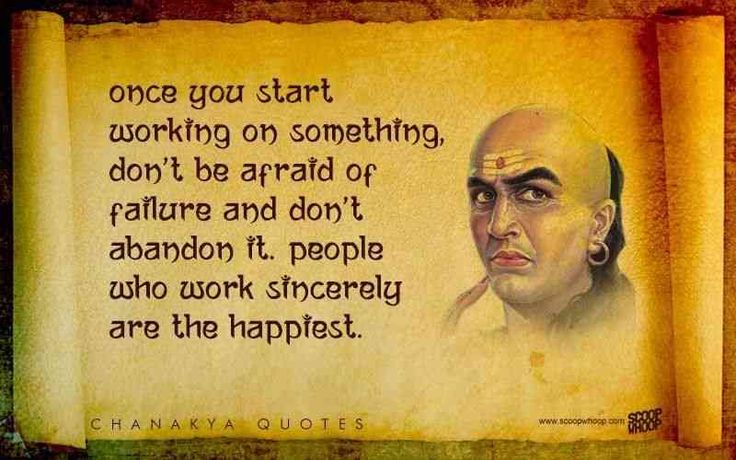 once you start
working on something,
don't be afraid of
failure and don't
abandon it. people
who work sincerely
are the happiest.
CHANAKYA QUOTES
www.scoopwhoop.com SCOOP
WHOOP